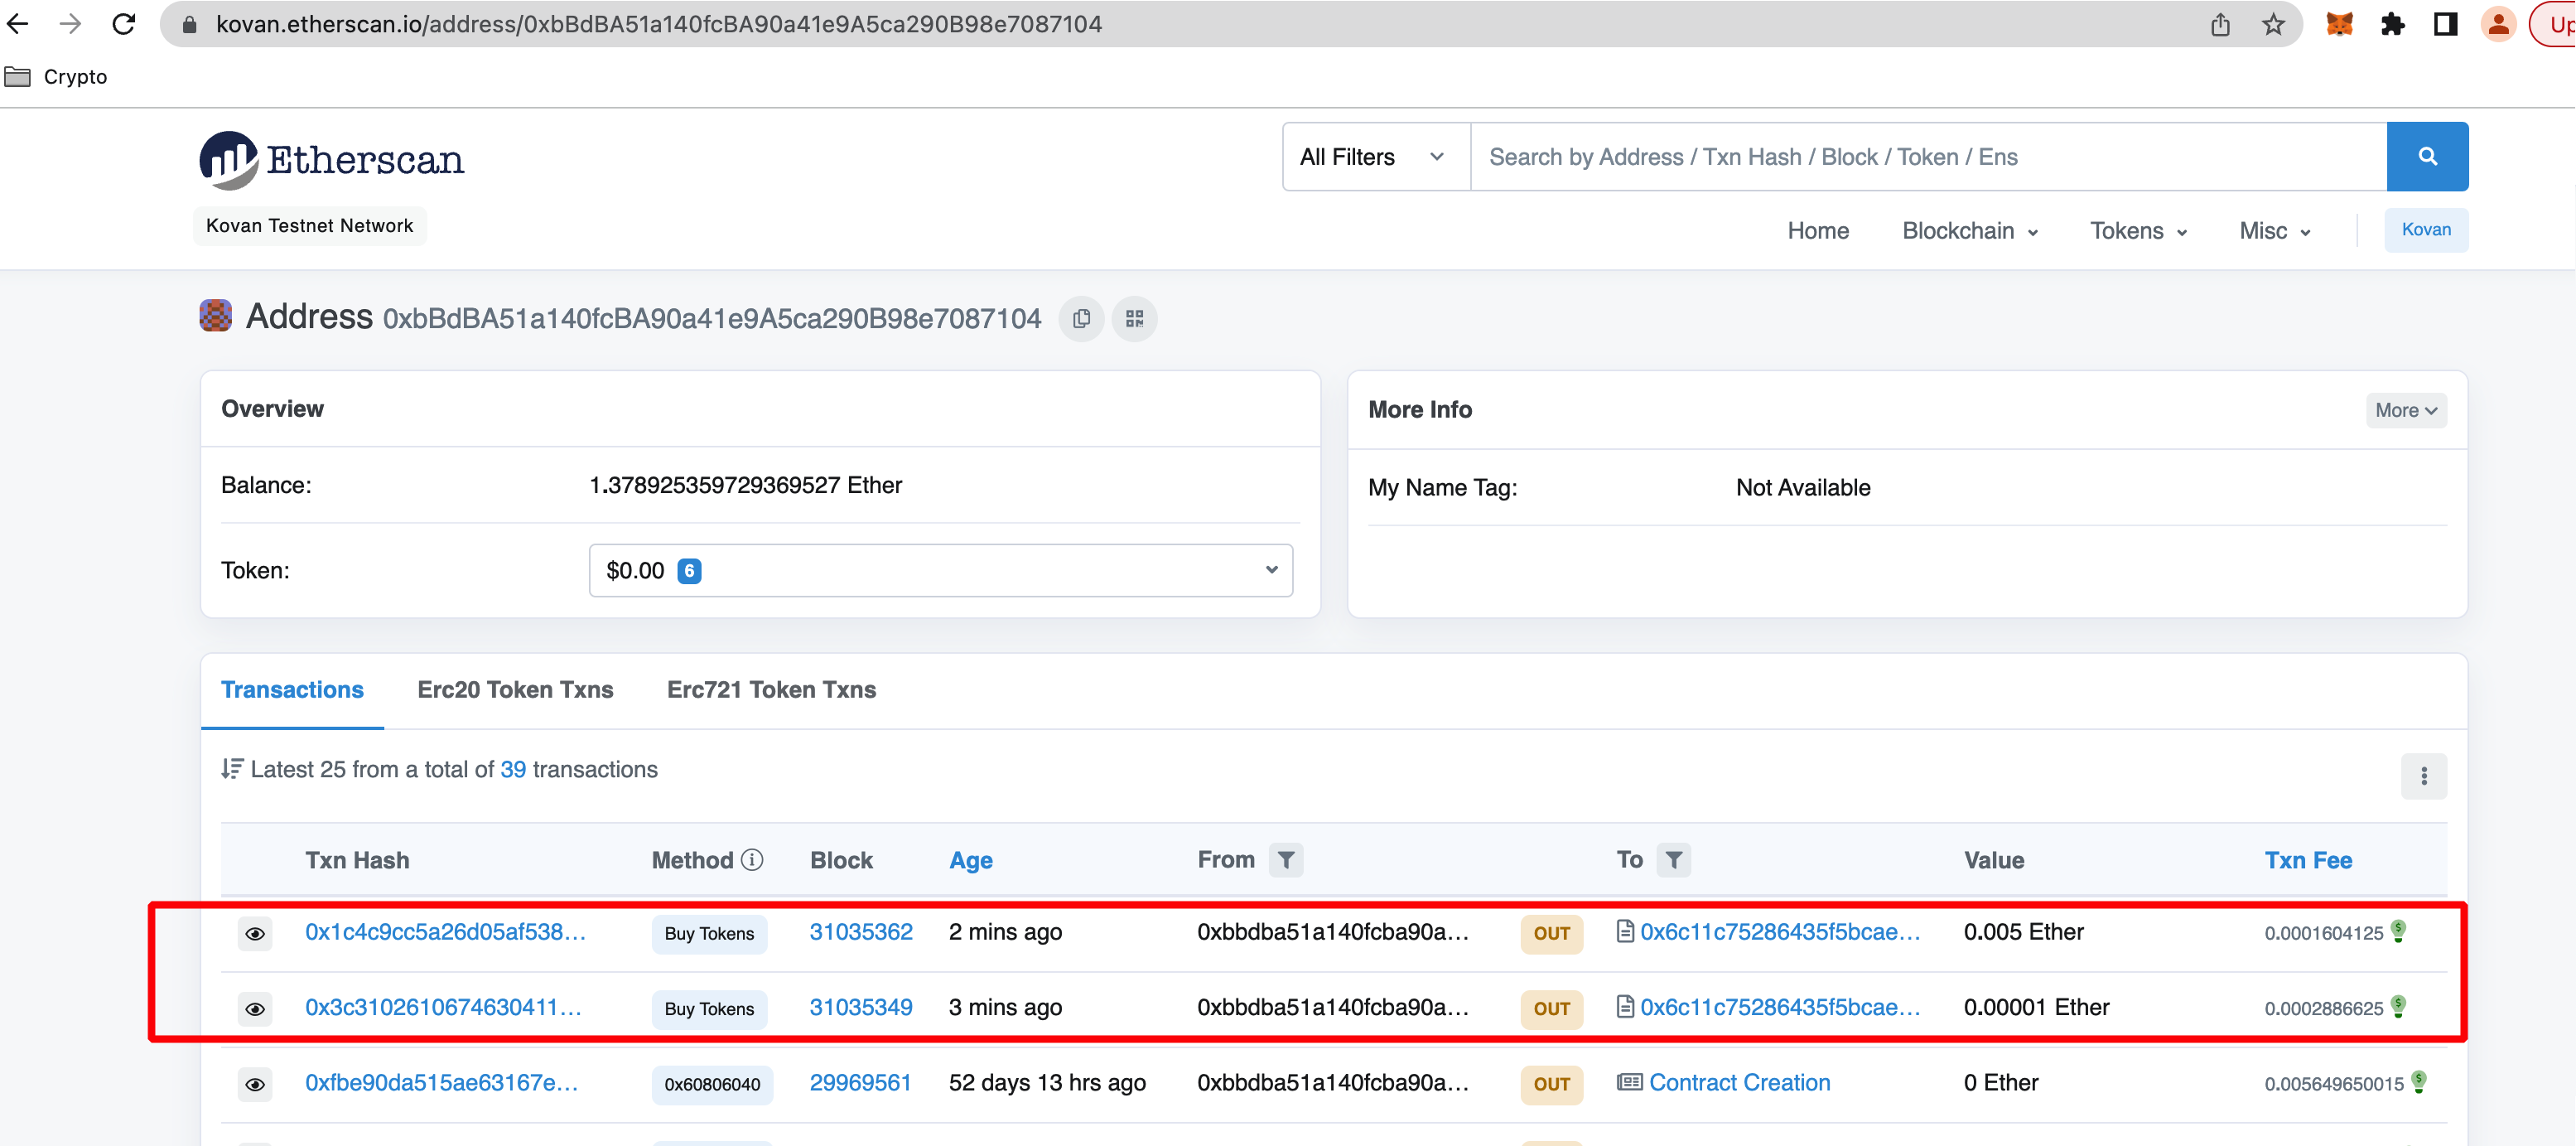 kovan.etherscan.io/address/0xbBdBA51a140fcBA90a41e9A5ca290B98e7087104
Up
Crypto
Etherscan
All Filters
Search by Address / Txn Hash / Block / Token / Ens
Kovan Testnet Network
Home Blockchain Tokens Misc Kovan
Address 0xbBdBA51a140fcBA90a41e9A5ca290B98e7087104
Overview
Balance: 1.378925359729369527 Ether
Token: $0.00 6
More Info More
My Name Tag: Not Available
Transactions Erc20 Token Txns Erc721 Token Txns
Latest 25 from a total of 39 transactions
Txn Hash Method Block Age From To Value Txn Fee
0x1c4c9cc5a26d05af538... Buy Tokens 31035362 2 mins ago 0xbbdba51a140fcba90a... OUT 0x6c11c75286435f5bcae... 0.005 Ether 0.0001604125
0x3c3102610674630411... Buy Tokens 31035349 3 mins ago 0xbbdba51a140fcba90a... OUT 0x6c11c75286435f5bcae... 0.00001 Ether 0.0002886625
0xfbe90da515ae63167e... 0x60806040 29969561 52 days 13 hrs ago 0xbbdba51a140fcba90a... OUT Contract Creation 0 Ether 0.005649650015